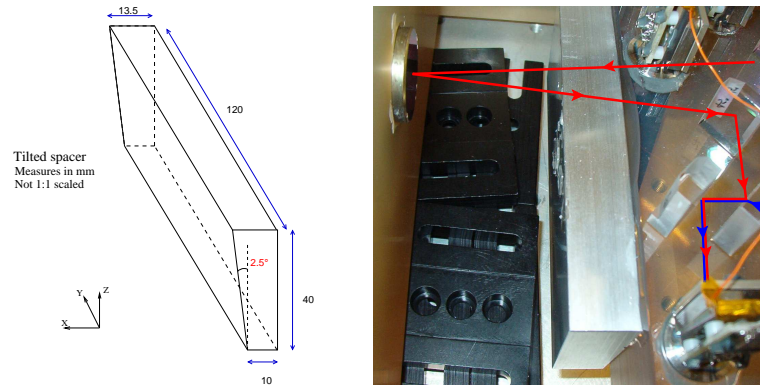 13.5
120
Tilted spacer
Measures in mm
Not 1:1 scaled
2.5°
40
10
X
Y
Z